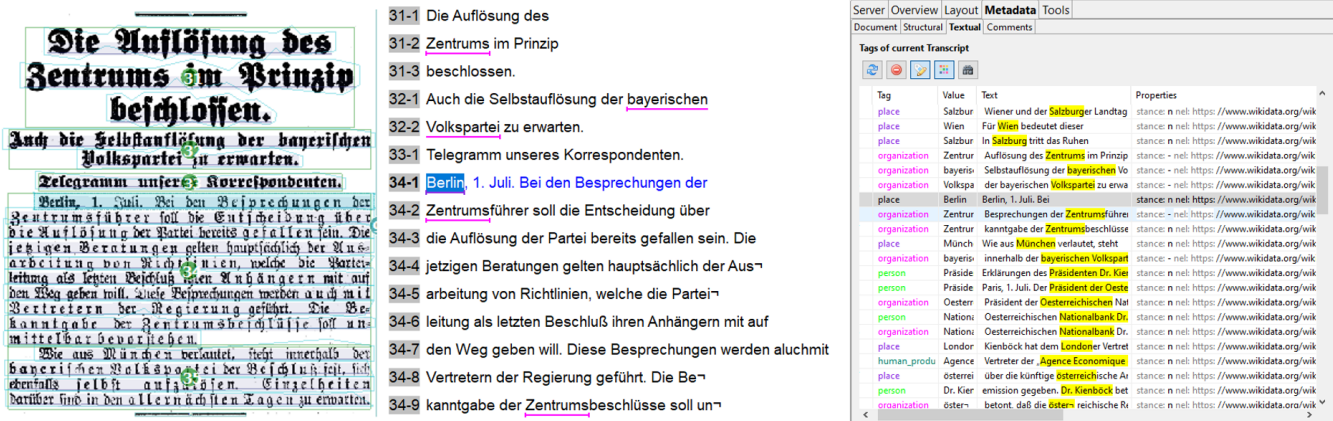 Die Auflösung des
Zentrums im Prinzip
beschlossen.
Auch die Selbstauflösung der bayerischen
Volkspartei zu erwarten.
Telegramm unseres Korrespondenten.
Berlin, 1. Juli. Bei den Besprechungen der
Zentrumsführer soll die Entscheidung über
die Auflösung der Partei bereits gefallen sein. Die
jetzigen Beratungen gelten hauptsächlich der Aus-
arbeitung von Richtlinien, welche die Partei-
leitung als letzten Beschluß ihren Anhängern mit auf
den Weg geben will. Diese Besprechungen werden auch mit
Vertretern der Regierung geführt. Die Be-
kanntgabe der Zentrumsbeschlüsse soll un-
mittelbar bevorstehen.
Wie aus München verlautet, steht innerhalb der
bayerischen Volkspartei der Beschluß fest, sich
ebenfalls selbst aufzulösen. Einzelheiten
darüber sind in den allernächsten Tagen zu erwarten.
31-1 Die Auflösung des
31-2 Zentrums im Prinzip
31-3 beschlossen.
32-1 Auch die Selbstauflösung der bayerischen
32-2 Volkspartei zu erwarten.
33-1 Telegramm unseres Korrespondenten.
34-1 Berlin, 1. Juli. Bei den Besprechungen der
34-2 Zentrumsführer soll die Entscheidung über
34-3 die Auflösung der Partei bereits gefallen sein. Die
34-4 jetzigen Beratungen gelten hauptsächlich der Aus¬
34-5 arbeitung von Richtlinien, welche die Partei¬
34-6 leitung als letzten Beschluß ihren Anhängern mit auf
34-7 den Weg geben will. Diese Besprechungen werden aluchmit
34-8 Vertretern der Regierung geführt. Die Be¬
34-9 kanntgabe der Zentrumsbeschlüsse soll un¬
Server Overview Layout Metadata Tools
Document Structural Textual Comments
Tags of current Transcript
Tag Value Text Properties
place Salzbur Wiener und der Salzburger Landtag stance: n nel: https: //www.wikidata.org/wik
place Wien Für Wien bedeutet dieser stance: n nel: https: //www.wikidata.org/wik
place Salzbur In Salzburg tritt das Ruhen stance: n nel: https: //www.wikidata.org/wik
organization Zentrur Auflösung des Zentrums im Prinzip stance: - nel: https: //www.wikidata.org/wik
organization bayeris Selbstauflösung der bayerischen Vo stance: n nel: https: //www.wikidata.org/wik
organization Volkspa der bayerischen Volkspartei zu erwa stance: n nel: https: //www.wikidata.org/wik
place Berlin Berlin, 1. Juli. Bei stance: n nel: https: //www.wikidata.org/wik
organization Zentrur Besprechungen der Zentrumsführer stance: n nel: https: //www.wikidata.org/wik
organization Zentrur kanntgabe der Zentrumsbeschlüsse stance: n nel: https: //www.wikidata.org/wik
place Münch Wie aus München verlautet, steht stance: n nel: https: //www.wikidata.org/wik
organization bayeris innerhalb der bayerischen Volkspart stance: - nel: https: //www.wikidata.org/wik
person Präside Erklärungen des Präsidenten Dr. Kien stance: n nel: https: //www.wikidata.org/wik
person Präside Paris, 1. Juli. Der Präsident der Oeste stance: n nel: https: //www.wikidata.org/wik
organization Oesterr Präsident der Oesterreichischen Nat stance: n nel: https: //www.wikidata.org/wik
person Nationa Oesterreichischen Nationalbank Dr. stance: n nel: https: //www.wikidata.org/wik
organization Nationa Oesterreichischen Nationalbank Dr. stance: n nel: https: //www.wikidata.org/wik
place London Kienböck hat dem Londoner Vertret stance: n nel: https: //www.wikidata.org/wik
human_produ Agence Vertreter der „Agence Economique stance: n nel: https: //www.wikidata.org/wik
place österrei über die künftige österreichische An stance: n nel: https: //www.wikidata.org/wik
person Dr. Kier emission gegeben. Dr. Kienböck bet stance: n nel: https: //www.wikidata.org/wik
organization öster¬ betont, daß die öster¬ reichische Re stance: n nel: https: //www.wikidata.org/wik